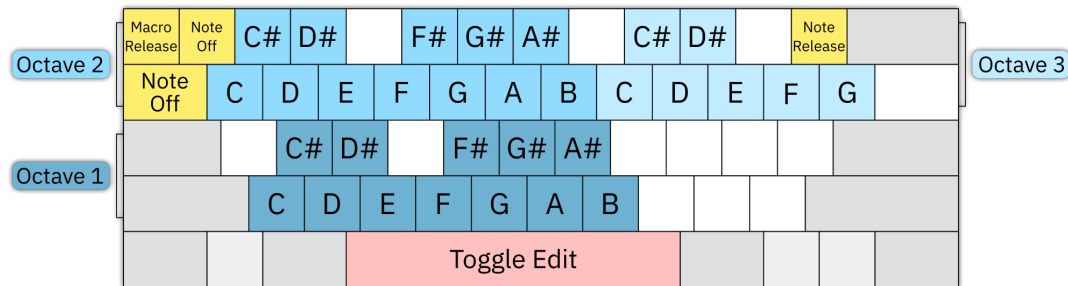 Macro
Release
Note
Off
C# D# F# G# A# C# D#
Note
Release
Octave 2
Octave 3
Note
Off
C D E F G A B C D E F G
C# D# F# G# A#
Octave 1
C D E F G A B
Toggle Edit